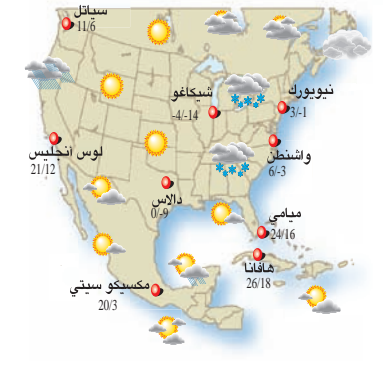 سياتل
11/6
شيكاغو
-4/-14
نيويورك
3/-1
لوس انجليس
21/12
واشنطن
6/-3
دالاس
0/-9
ميامي
24/16
هافانا
26/18
مكسيكو سيتي
20/3